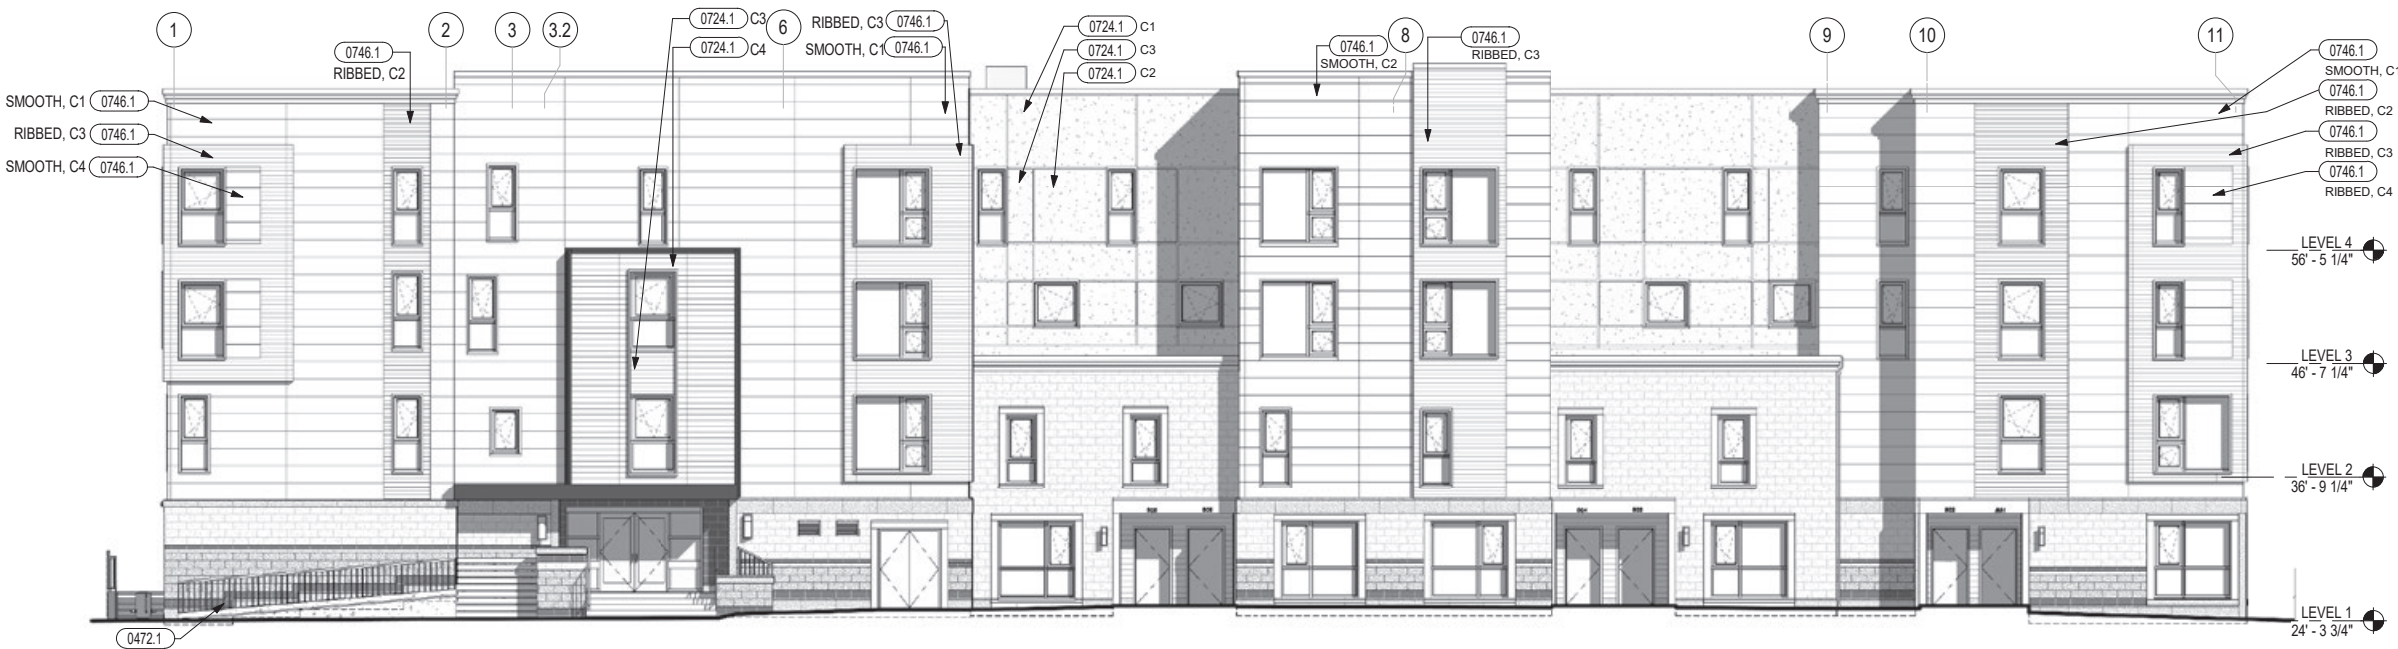 1
2
3
3.2
6
8
9
10
11
0746.1
RIBBED, C2
0724.1 C3
0724.1 C4
RIBBED, C3 0746.1
SMOOTH, C1 0746.1
0724.1 C1
0724.1 C3
0724.1 C2
0746.1
SMOOTH, C2
0746.1
RIBBED, C3
0746.1
SMOOTH, C1
0746.1
RIBBED, C2
0746.1
RIBBED, C3
0746.1
RIBBED, C4
SMOOTH, C1 0746.1
RIBBED, C3 0746.1
SMOOTH, C4 0746.1
LEVEL 4
56' - 5 1/4"
LEVEL 3
46' - 7 1/4"
LEVEL 2
36' - 9 1/4"
LEVEL 1
24' - 3 3/4"
0472.1